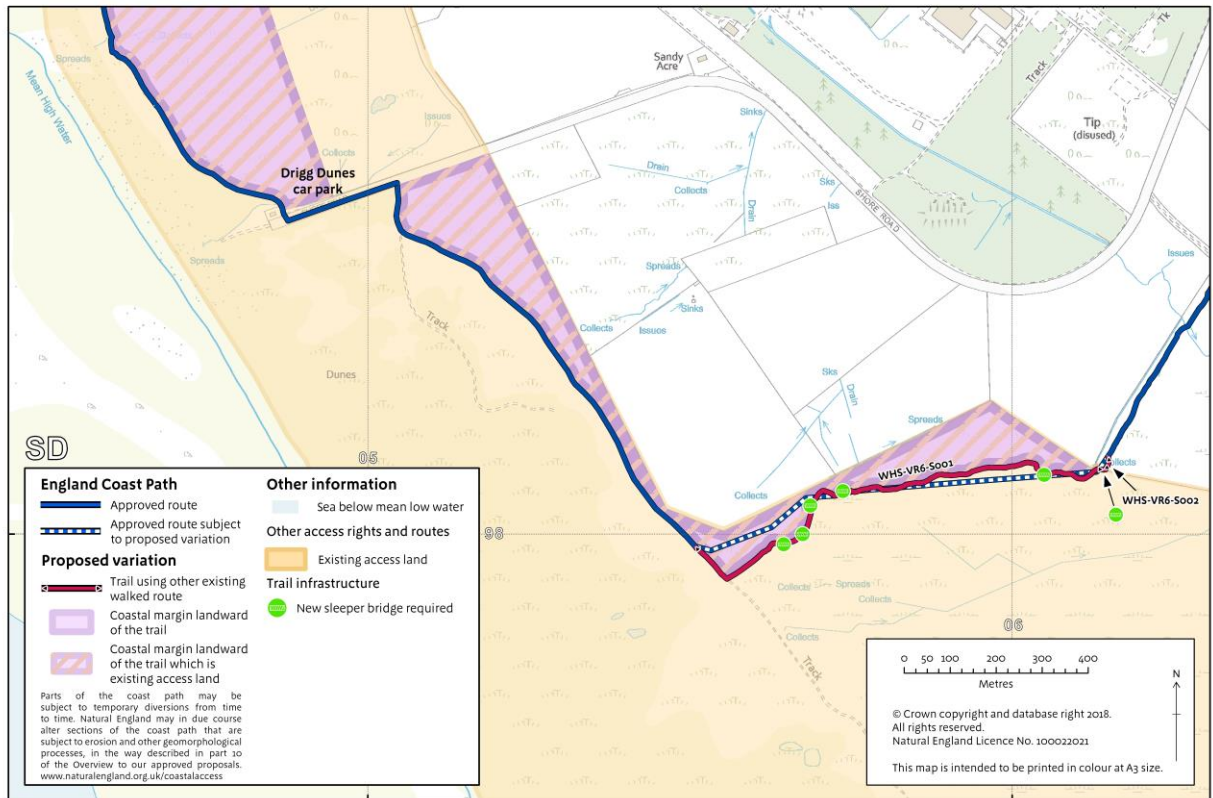 Spreads
Mean High Water
Issues
Collects
Drigg Dunes
car park
Spreads
Sandy
Acre
Sinks
Drain
Collects
Drain
Sks
Iss
SHORE ROAD
Track
Tk
Tip
(disused)
Issues
Spreads
Sinks
Collects
Issues
Track
Dunes
Sks
Drain
Spreads
Collects
WHS-VR6-S001
Collects
WHS-VR6-S002
SD
05
98
06
Collects
Spreads
Collects
Collects
Track
England Coast Path
Approved route
Approved route subject
to proposed variation
Proposed variation
Trail using other existing
walked route
Coastal margin landward
of the trail
Coastal margin landward
of the trail which is
existing access land
Parts of the coast path may be
subject to temporary diversions from time
to time. Natural England may in due course
alter sections of the coast path that are
subject to erosion and other geomorphological
processes, in the way described in part 10
of the Overview to our approved proposals.
www.naturalengland.org.uk/coastalaccess
Other information
Sea below mean low water
Other access rights and routes
Existing access land
Trail infrastructure
New sleeper bridge required
0 50 100 200 300 400
Metres
N
© Crown copyright and database right 2018.
All rights reserved.
Natural England Licence No. 100022021
This map is intended to be printed in colour at A3 size.